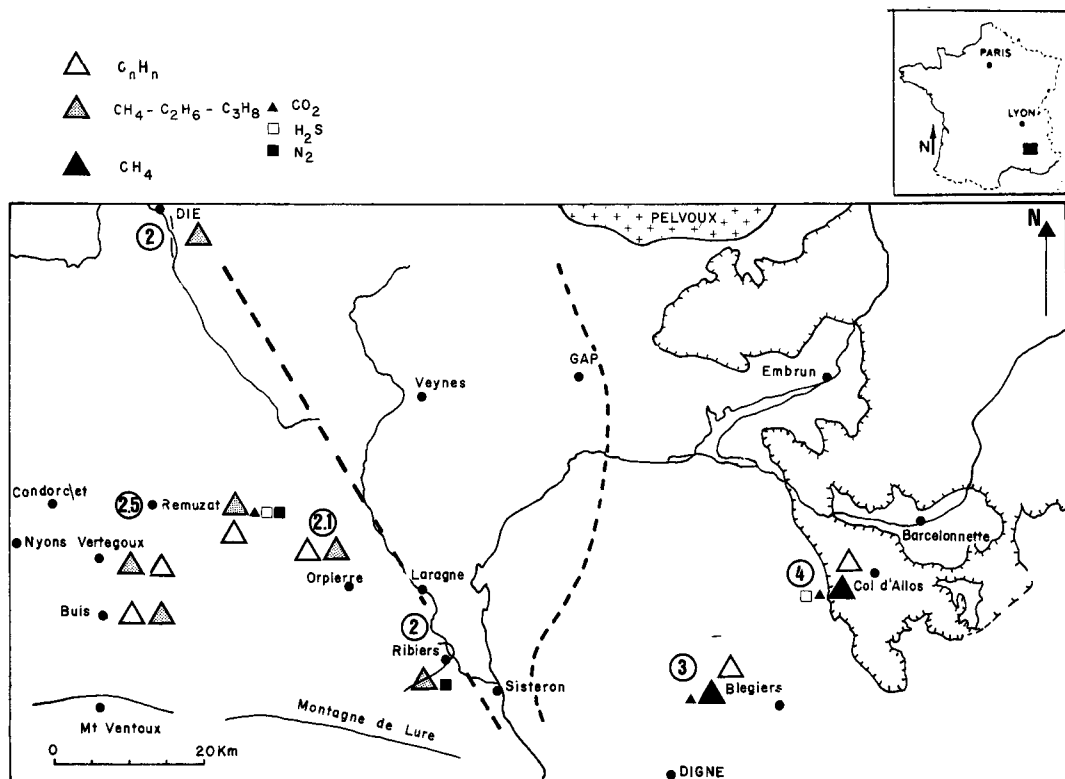 CnHn
CH4 - C2H6 - C3H8
CO2
H2S
N2
CH4
PARIS
LYON
N
DIE
2
PELVOUX
N
GAP
Embrun
Veynes
Condorcet
2.5
Remuzat
2.1
Nyons
Vertegoux
Barcelonnette
Orpierre
Laragne
4
Col d'Allos
Buis
2
Ribiers
3
Blegiers
Sisteron
Mt Ventoux
Montagne de Lure
0 20 Km
DIGNE